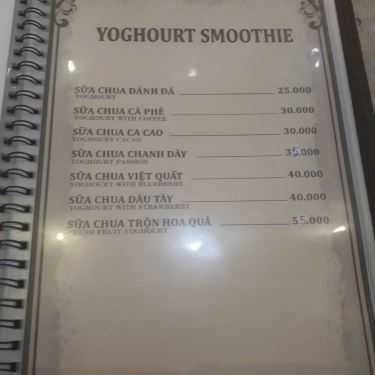 YOGHOURT SMOOTHIE
SỮA CHUA ĐÁNH ĐÁ 25.000
YOGHOURT
SỮA CHUA CÀ PHÊ 30.000
YOGHOURT WITH COFFEE
SỮA CHUA CA CAO 30.000
YOGHOURT CACAO
SỮA CHUA CHANH DÂY 35.000
YOGHOURT PASSION
SỮA CHUA VIỆT QUẤT 40.000
YOGHOURT WITH BLUEBERRY
SỮA CHUA DÂU TÂY 40.000
YOGHOURT WITH STRAWBERRY
SỮA CHUA TRỘN HOA QUẢ 55.000
FRUIT YOGHOURT